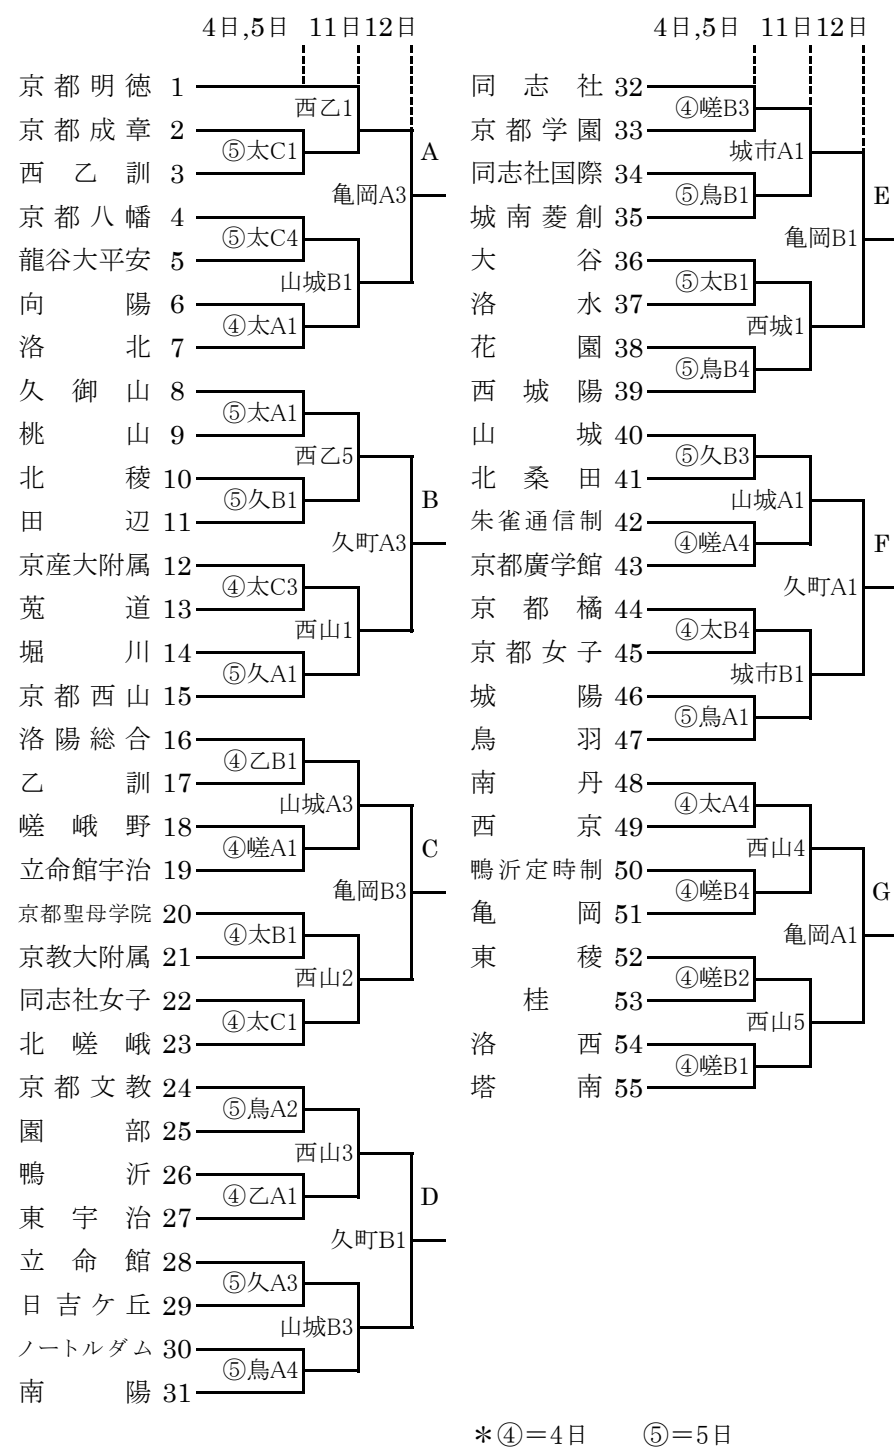 4日,5日 11日 12日
京都明徳 1
西乙1
京都成章 2
⑤太C1
A
西乙訓 3
亀岡A3
京都八幡 4
⑤太C4
龍谷大平安 5
山城B1
向陽 6
④太A1
洛北 7
久御山 8
⑤太A1
桃山 9
西乙5
北稜 10
⑤久B1
B
田辺 11
久町A3
京産大附属 12
④太C3
莵道 13
西山1
堀川 14
⑤久A1
京都西山 15
洛陽総合 16
④乙B1
乙訓 17
山城A3
嵯峨野 18
④嵯A1
C
立命館宇治 19
亀岡B3
京都聖母学院 20
④太B1
京教大附属 21
西山2
同志社女子 22
④太C1
北嵯峨 23
京都文教 24
⑤鳥A2
園部 25
西山3
鴨沂 26
④乙A1
D
東宇治 27
久町B1
立命館 28
⑤久A3
日吉ケ丘 29
山城B3
ノートルダム 30
⑤鳥A4
南陽 31
4日,5日 11日 12日
同志社 32
④嵯B3
京都学園 33
城市A1
同志社国際 34
⑤鳥B1
E
城南菱創 35
亀岡B1
大谷 36
⑤太B1
洛水 37
西城1
花園 38
⑤鳥B4
西城陽 39
山城 40
⑤久B3
北桑田 41
山城A1
朱雀通信制 42
④嵯A4
F
京都廣学館 43
久町A1
京都橘 44
④太B4
京都女子 45
城市B1
城陽 46
⑤鳥A1
鳥羽 47
南丹 48
④太A4
西京 49
西山4
鴨沂定時制 50
④嵯B4
G
亀岡 51
亀岡A1
東稜 52
④嵯B2
桂 53
西山5
洛西 54
④嵯B1
塔南 55
＊④＝4日 ⑤＝5日